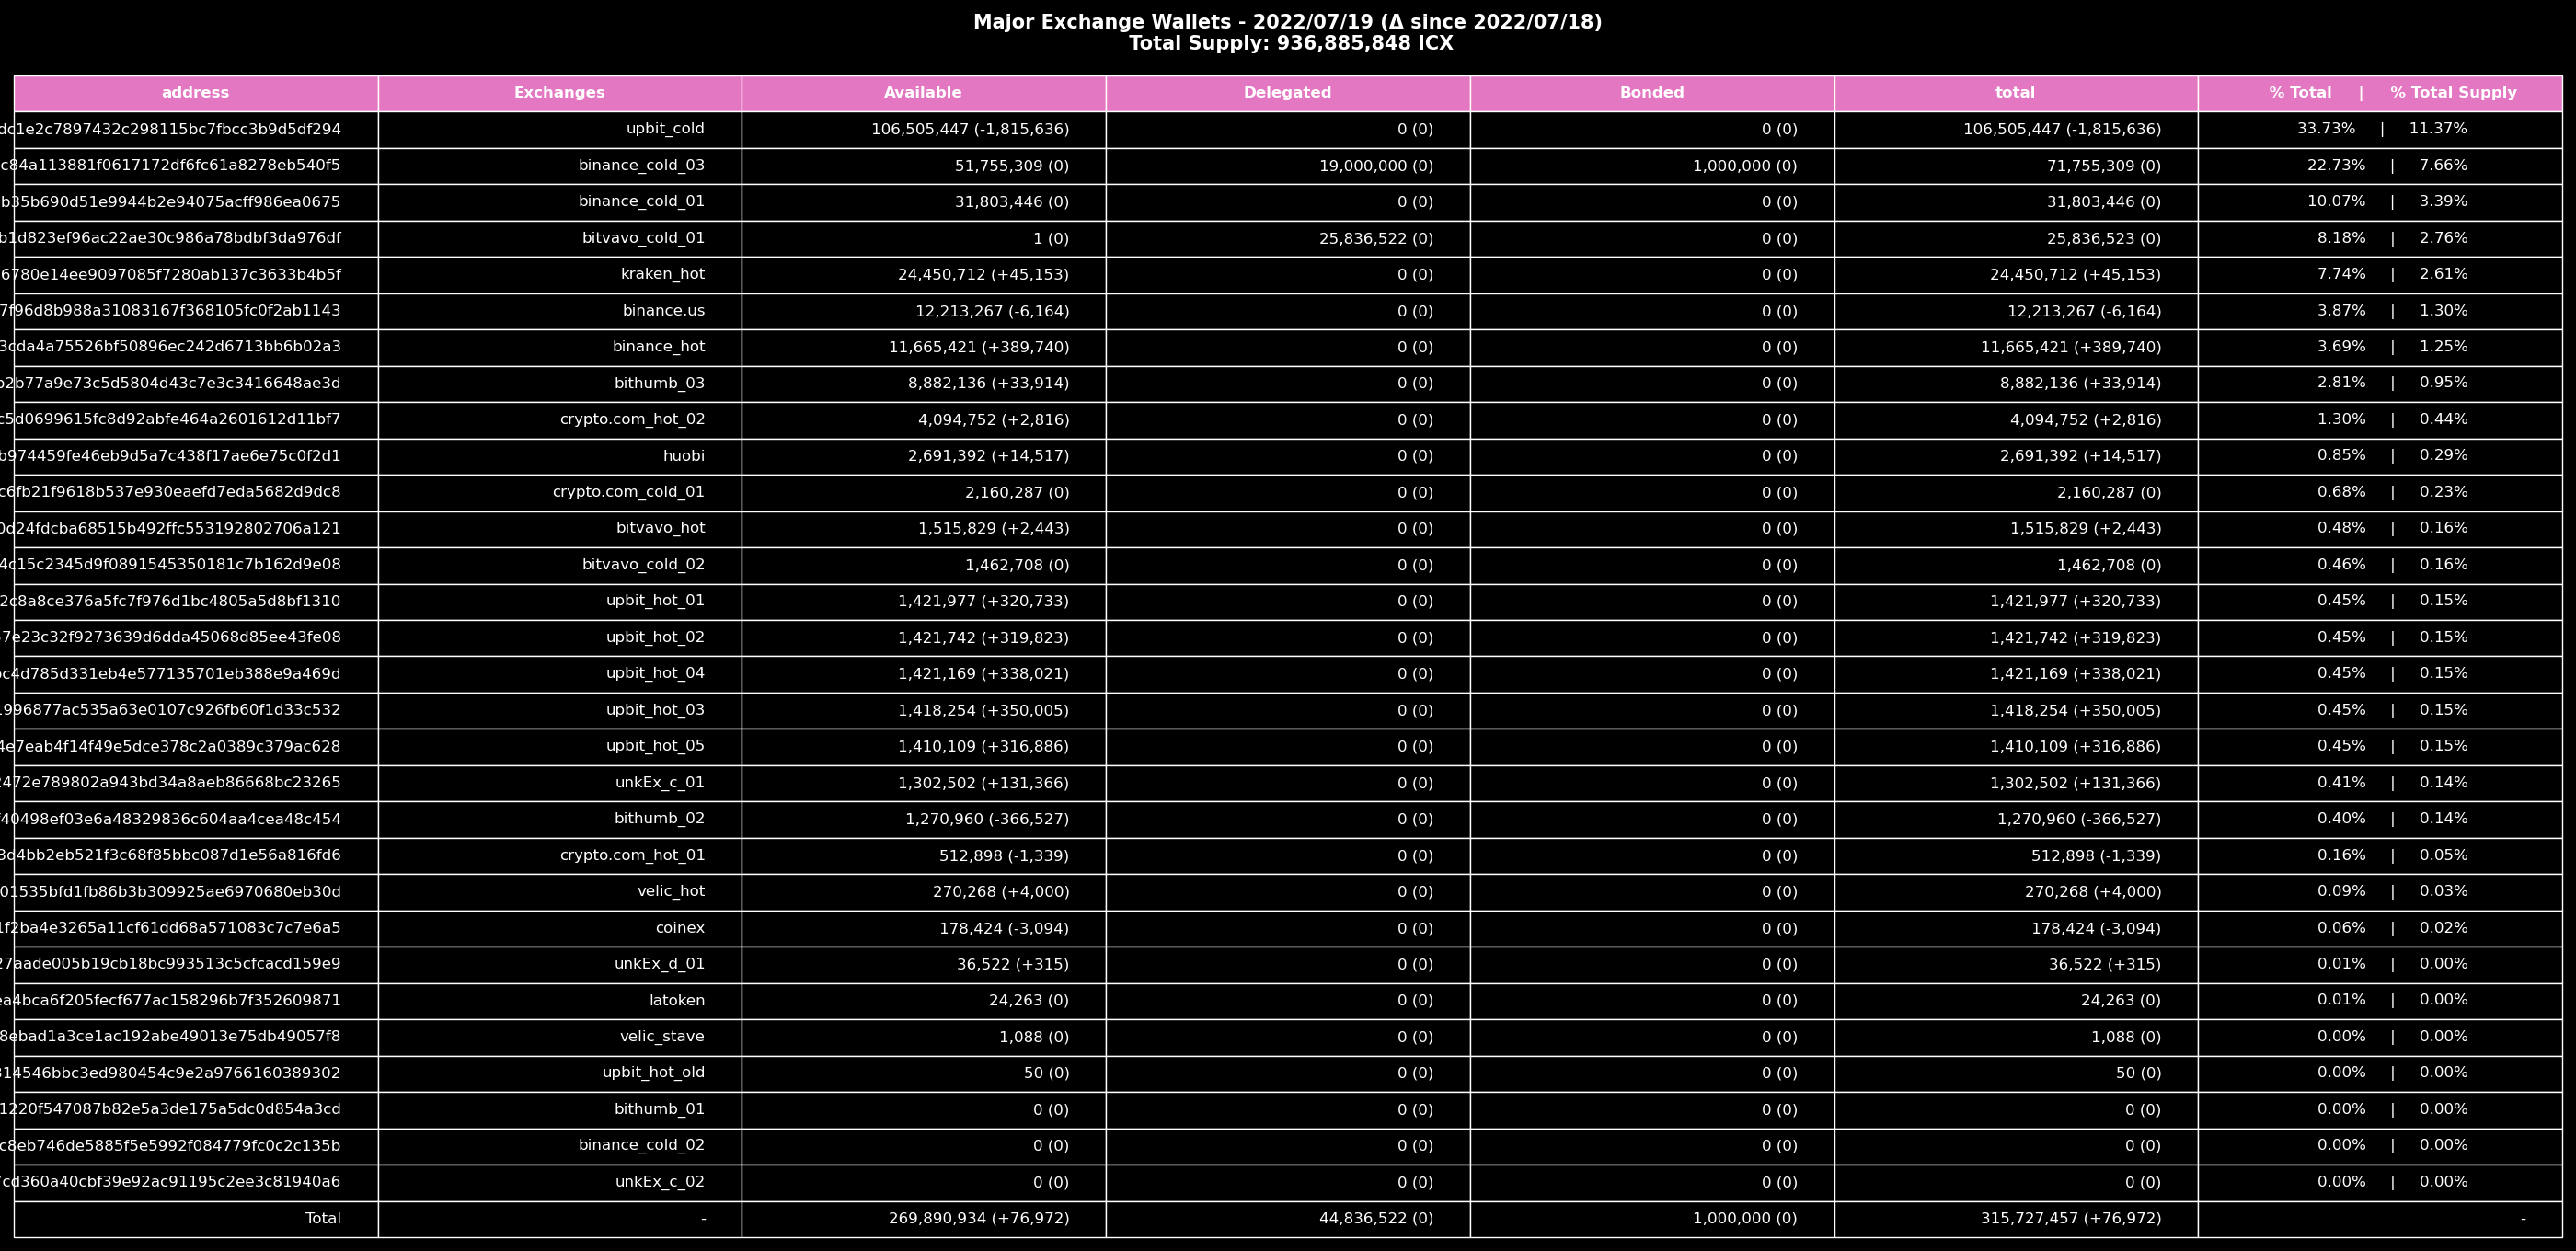 Major Exchange Wallets - 2022/07/19 (Δ since 2022/07/18)
Total Supply: 936,885,848 ICX
address Exchanges Available Delegated Bonded total % Total | % Total Supply
dc1e2c7897432c298115bc7fbcc3b9d5df294 upbit_cold 106,505,447 (-1,815,636) 0 (0) 0 (0) 106,505,447 (-1,815,636) 33.73% | 11.37%
c84a113881f0617172df6fc61a8278eb540f5 binance_cold_03 51,755,309 (0) 19,000,000 (0) 1,000,000 (0) 71,755,309 (0) 22.73% | 7.66%
b35b690d51e9944b2e94075acff986ea0675 binance_cold_01 31,803,446 (0) 0 (0) 0 (0) 31,803,446 (0) 10.07% | 3.39%
b1d823ef96ac22ae30c986a78bdbf3da976df bitvavo_cold_01 1 (0) 25,836,522 (0) 0 (0) 25,836,523 (0) 8.18% | 2.76%
6780e14ee9097085f7280ab137c3633b4b5f kraken_hot 24,450,712 (+45,153) 0 (0) 0 (0) 24,450,712 (+45,153) 7.74% | 2.61%
7f96d8b988a31083167f368105fc0f2ab1143 binance.us 12,213,267 (-6,164) 0 (0) 0 (0) 12,213,267 (-6,164) 3.87% | 1.30%
3cda4a75526bf50896ec242d6713bb6b02a3 binance_hot 11,665,421 (+389,740) 0 (0) 0 (0) 11,665,421 (+389,740) 3.69% | 1.25%
b2b77a9e73c5d5804d43c7e3c3416648ae3d bithumb_03 8,882,136 (+33,914) 0 (0) 0 (0) 8,882,136 (+33,914) 2.81% | 0.95%
c5d0699615fc8d92abfe464a2601612d11bf7 crypto.com_hot_02 4,094,752 (+2,816) 0 (0) 0 (0) 4,094,752 (+2,816) 1.30% | 0.44%
b974459fe46eb9d5a7c438f17ae6e75c0f2d1 huobi 2,691,392 (+14,517) 0 (0) 0 (0) 2,691,392 (+14,517) 0.85% | 0.29%
c6fb21f9618b537e930eaefd7eda5682d9dc8 crypto.com_cold_01 2,160,287 (0) 0 (0) 0 (0) 2,160,287 (0) 0.68% | 0.23%
0d24fdcba68515b492ffc553192802706a121 bitvavo_hot 1,515,829 (+2,443) 0 (0) 0 (0) 1,515,829 (+2,443) 0.48% | 0.16%
4c15c2345d9f0891545350181c7b162d9e08 bitvavo_cold_02 1,462,708 (0) 0 (0) 0 (0) 1,462,708 (0) 0.46% | 0.16%
2c8a8ce376a5fc7f976d1bc4805a5d8bf1310 upbit_hot_01 1,421,977 (+320,733) 0 (0) 0 (0) 1,421,977 (+320,733) 0.45% | 0.15%
7e23c32f9273639d6dda45068d85ee43fe08 upbit_hot_02 1,421,742 (+319,823) 0 (0) 0 (0) 1,421,742 (+319,823) 0.45% | 0.15%
c4d785d331eb4e577135701eb388e9a469d upbit_hot_04 1,421,169 (+338,021) 0 (0) 0 (0) 1,421,169 (+338,021) 0.45% | 0.15%
1996877ac535a63e0107c926fb60f1d33c532 upbit_hot_03 1,418,254 (+350,005) 0 (0) 0 (0) 1,418,254 (+350,005) 0.45% | 0.15%
4e7eab4f14f49e5dce378c2a0389c379ac628 upbit_hot_05 1,410,109 (+316,886) 0 (0) 0 (0) 1,410,109 (+316,886) 0.45% | 0.15%
2472e789802a943bd34a8aeb86668bc23265 unkEx_c_01 1,302,502 (+131,366) 0 (0) 0 (0) 1,302,502 (+131,366) 0.41% | 0.14%
f40498ef03e6a48329836c604aa4cea48c454 bithumb_02 1,270,960 (-366,527) 0 (0) 0 (0) 1,270,960 (-366,527) 0.40% | 0.14%
3d4bb2eb521f3c68f85bbc087d1e56a816fd6 crypto.com_hot_01 512,898 (-1,339) 0 (0) 0 (0) 512,898 (-1,339) 0.16% | 0.05%
01535bfd1fb86b3b309925ae6970680eb30d velic_hot 270,268 (+4,000) 0 (0) 0 (0) 270,268 (+4,000) 0.09% | 0.03%
1f2ba4e3265a11cf61dd68a571083c7c7e6a5 coinex 178,424 (-3,094) 0 (0) 0 (0) 178,424 (-3,094) 0.06% | 0.02%
27aade005b19cb18bc993513c5cfcacd159e9 unkEx_d_01 36,522 (+315) 0 (0) 0 (0) 36,522 (+315) 0.01% | 0.00%
ea4bca6f205fecf677ac158296b7f352609871 latoken 24,263 (0) 0 (0) 0 (0) 24,263 (0) 0.01% | 0.00%
8ebad1a3ce1ac192abe49013e75db49057f8 velic_stave 1,088 (0) 0 (0) 0 (0) 1,088 (0) 0.00% | 0.00%
314546bbc3ed980454c9e2a9766160389302 upbit_hot_old 50 (0) 0 (0) 0 (0) 50 (0) 0.00% | 0.00%
1220f547087b82e5a3de175a5dc0d854a3cd bithumb_01 0 (0) 0 (0) 0 (0) 0 (0) 0.00% | 0.00%
c8eb746de5885f5e5992f084779fc0c2c135b binance_cold_02 0 (0) 0 (0) 0 (0) 0 (0) 0.00% | 0.00%
7cd360a40cbf39e92ac91195c2ee3c81940a6 unkEx_c_02 0 (0) 0 (0) 0 (0) 0 (0) 0.00% | 0.00%
Total - 269,890,934 (+76,972) 44,836,522 (0) 1,000,000 (0) 315,727,457 (+76,972) -